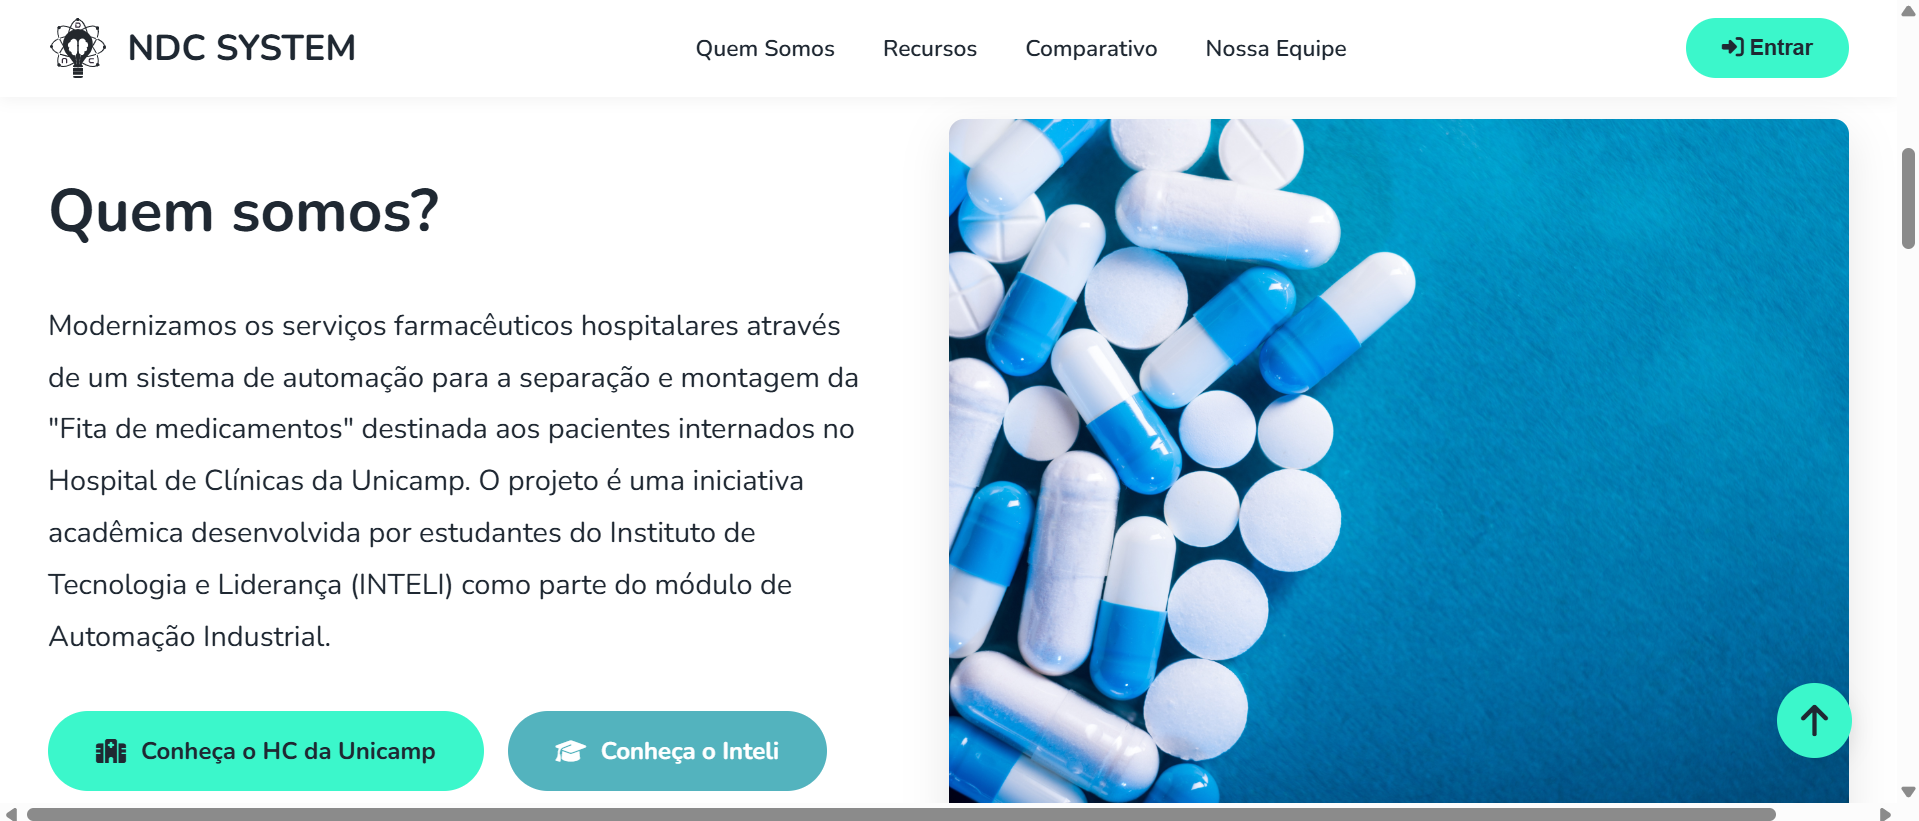 NDC SYSTEM
Quem Somos
Recursos
Comparativo
Nossa Equipe
Entrar
Quem somos?
Modernizamos os serviços farmacêuticos hospitalares através
de um sistema de automação para a separação e montagem da
"Fita de medicamentos" destinada aos pacientes internados no
Hospital de Clínicas da Unicamp. O projeto é uma iniciativa
acadêmica desenvolvida por estudantes do Instituto de
Tecnologia e Liderança (INTELI) como parte do módulo de
Automação Industrial.
Conheça o HC da Unicamp
Conheça o Inteli